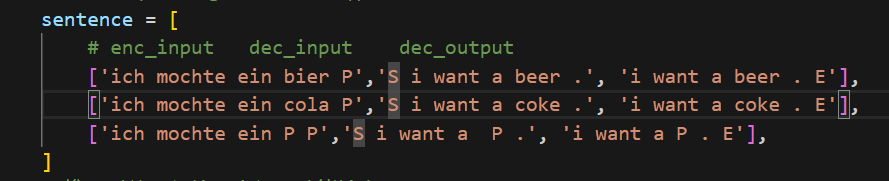 sentence = [
# enc_input   dec_input     dec_output
['ich mochte ein bier P','S i want a beer .', 'i want a beer . E'],
['ich mochte ein cola P','S i want a coke .', 'i want a coke . E'],
['ich mochte ein P P','S i want a  P .', 'i want a P . E'],
]